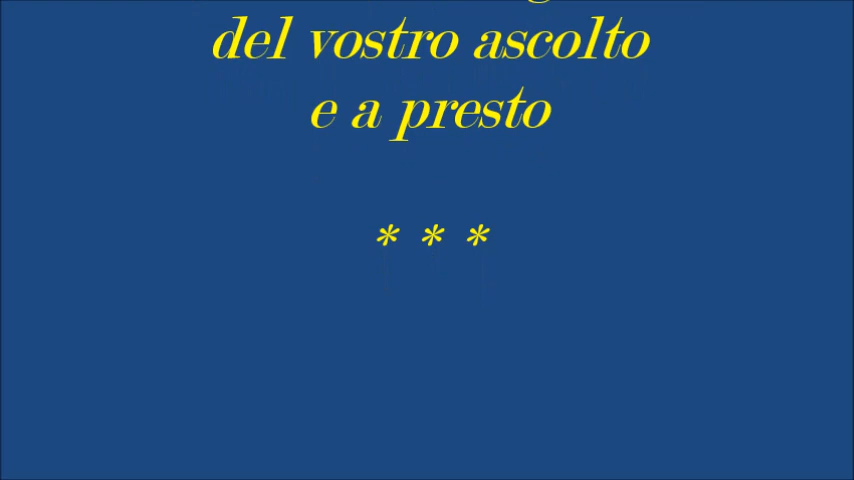 del vostro ascolto
e a presto
* * *